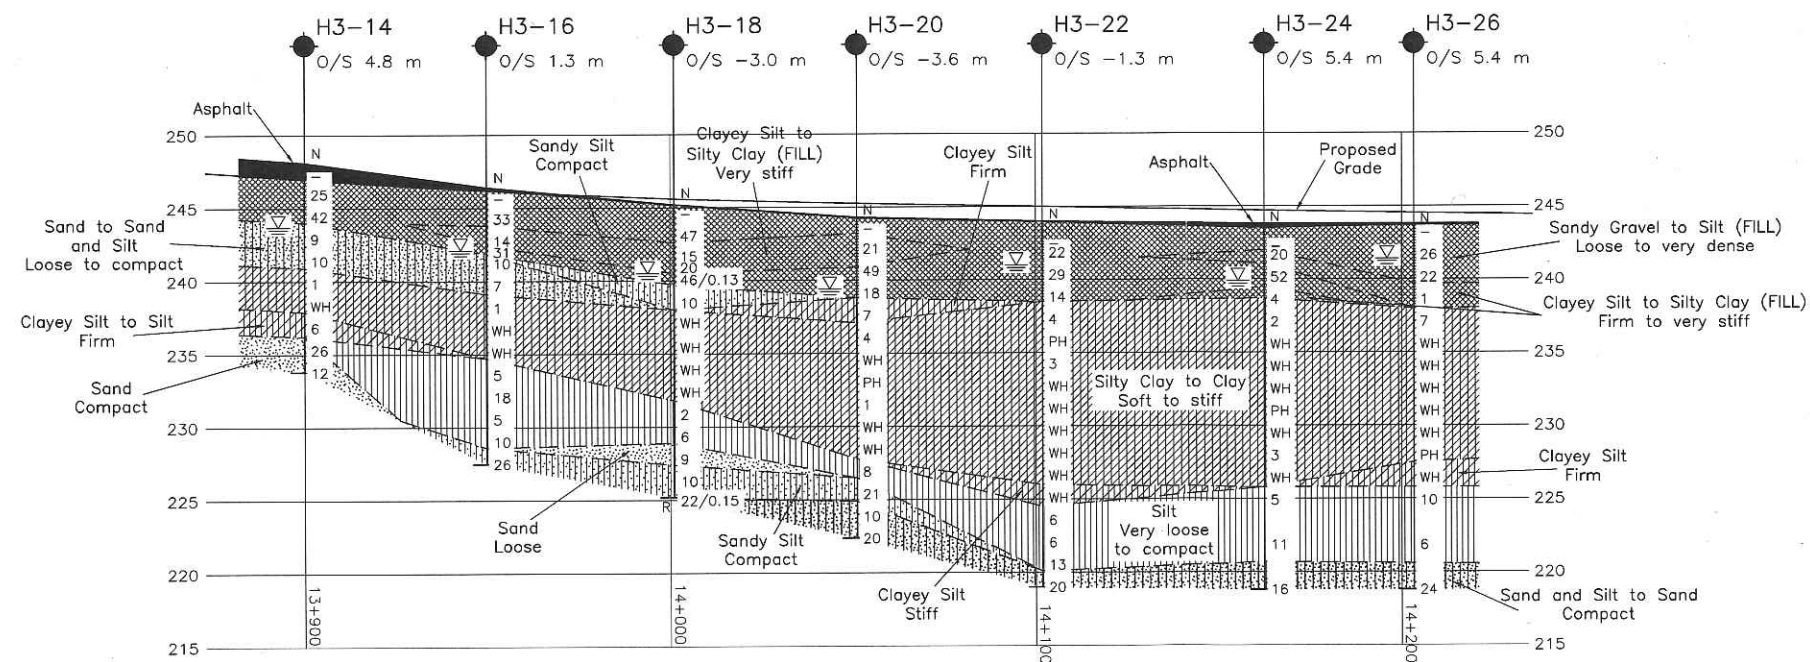 H3-14
O/S 4.8 m
H3-16
O/S 1.3 m
H3-18
O/S -3.0 m
H3-20
O/S -3.6 m
H3-22
O/S -1.3 m
H3-24
O/S 5.4 m
H3-26
O/S 5.4 m
Asphalt
Sandy Silt
Compact
Clayey Silt to
Silty Clay (FILL)
Very stiff
Clayey Silt
Firm
Asphalt
Proposed
Grade
250
245
240
235
230
225
220
215
250
245
240
235
230
225
220
215
Sand to Sand
and Silt
Loose to compact
Clayey Silt to Silt
Firm
Sand
Compact
Sandy Gravel to Silt (FILL)
Loose to very dense
Clayey Silt to Silty Clay (FILL)
Firm to very stiff
Silty Clay to Clay
Soft to stiff
Clayey Silt
Firm
Silt
Very loose
to compact
Sand
Loose
Sandy Silt
Compact
Clayey Silt
Stiff
Sand and Silt to Sand
Compact
N
-
25
42
9
10
1
WH
6
26
12
N
-
33
14
31
10
7
1
WH
WH
5
18
5
10
26
N
-
47
15
20
46/0.13
10
WH
WH
WH
WH
2
6
9
10
22/0.15
R
N
-
21
49
18
7
4
WH
PH
1
WH
WH
8
21
10
20
N
-
22
29
14
4
PH
3
WH
WH
WH
WH
WH
WH
6
6
13
20
N
-
20
52
4
2
WH
WH
WH
PH
WH
3
WH
5
11
16
N
-
26
22
1
7
WH
WH
WH
WH
WH
PH
WH
10
6
24
13+900
14+000
14+100
14+200